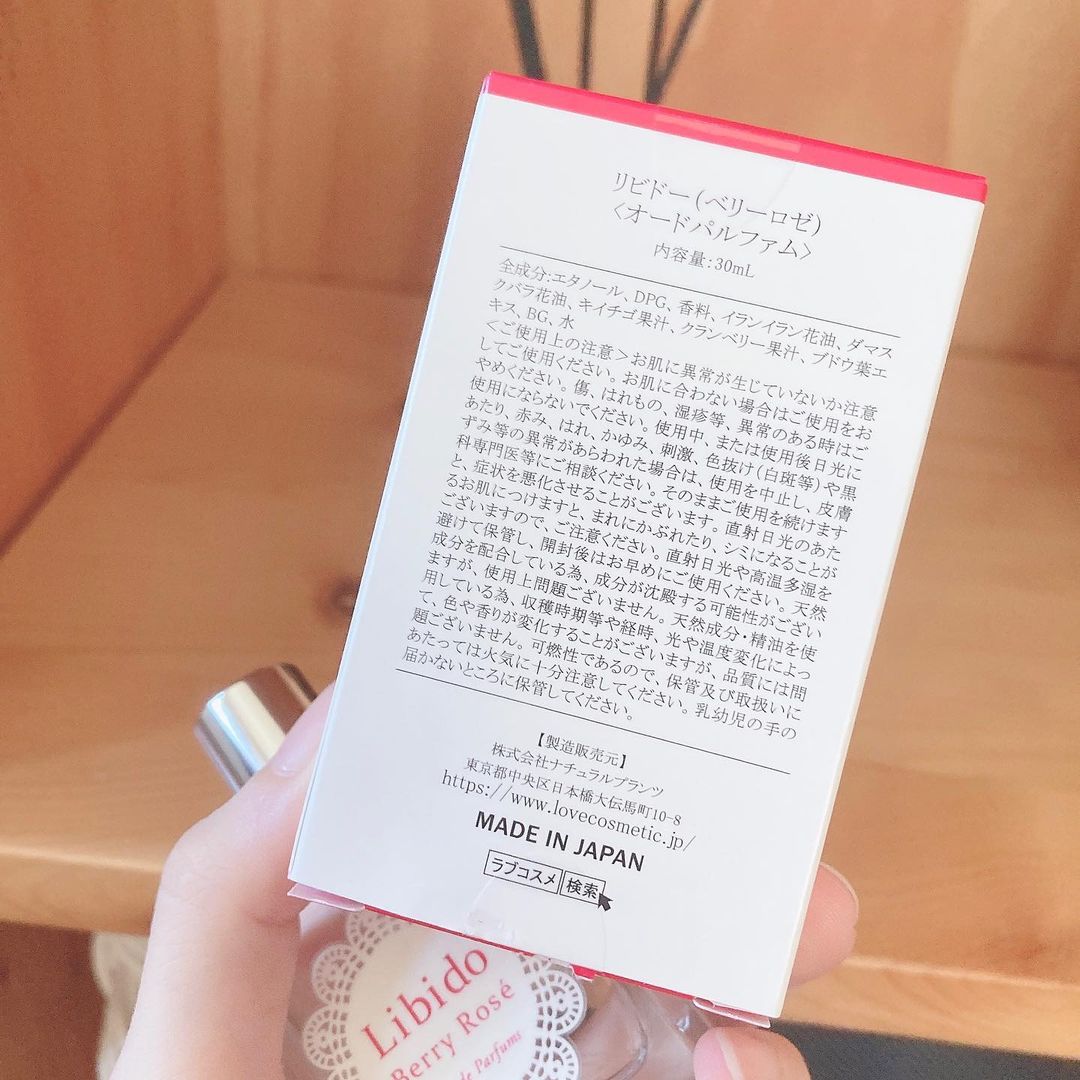 リビドー(ベリーロゼ)
<オードパルファム>
内容量:30mL
全成分:エタノール、DPG、香料、イランイラン花油、ダマス
クバラ花油、キイチゴ果汁、クランベリー果汁、ブドウ葉エ
キス、BG、水
<ご使用上の注意>お肌に異常が生じていないか注意
してご使用ください。お肌に合わない場合はご使用をお
やめください。傷、はれもの、湿疹等、異常のある時はご
使用にならないでください。使用中、または使用後日光に
あたり、赤み、はれ、かゆみ、刺激、色抜け(白斑等)や黒
ずみ等の異常があらわれた場合は、使用を中止し、皮膚
科専門医等にご相談ください。そのままご使用を続けます
と、症状を悪化させることがございます。直射日光のあた
るお肌につけますと、まれにかぶれたり、シミになることが
ございますので、ご注意ください。直射日光や高温多湿を
避けて保管し、開封後はお早めにご使用ください。天然
成分を配合している為、成分が沈殿する可能性がござい
ますが、使用上問題ございません。天然成分・精油を使
用している為、収穫時期等や経時、光や温度変化によっ
て、色や香りが変化することがございますが、品質には問
題ございません。可燃性であるので、保管及び取扱いに
あたっては火気に十分注意してください。乳幼児の手の
届かないところに保管してください。
【製造販売元】
株式会社ナチュラルプランツ
東京都中央区日本橋大伝馬町10-8
https://www.lovecosmetic.jp/
MADE IN JAPAN
ラブコスメ 検索
Libido
Berry Rosé
de Parfums